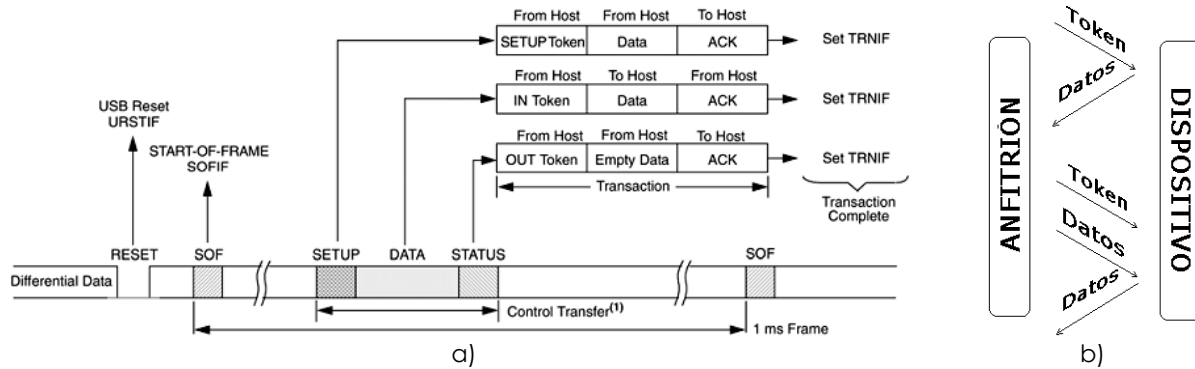 From Host From Host To Host
SETUP Token Data ACK Set TRNIF
From Host To Host From Host
IN Token Data ACK Set TRNIF
From Host From Host To Host
OUT Token Empty Data ACK Set TRNIF
Transaction
Transaction
Complete
USB Reset
URSTIF
START-OF-FRAME
SOFIF
RESET SOF SETUP DATA STATUS SOF
Differential Data
Control Transfer(1)
1 ms Frame
a)
ANFITRIÓN
Token
Datos
Token
Datos
Datos
DISPOSITIVO
b)